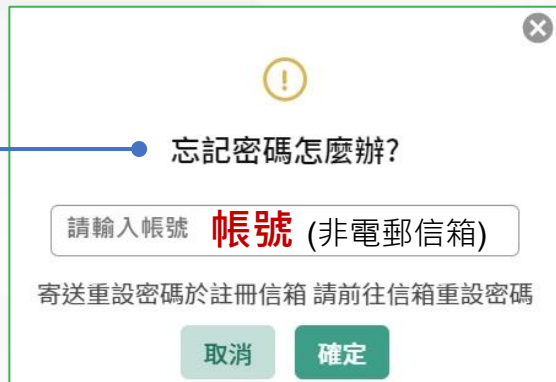 忘記密碼怎麼辦?
請輸入帳號 帳號 (非電郵信箱)
寄送重設密碼於註冊信箱 請前往信箱重設密碼
取消 確定